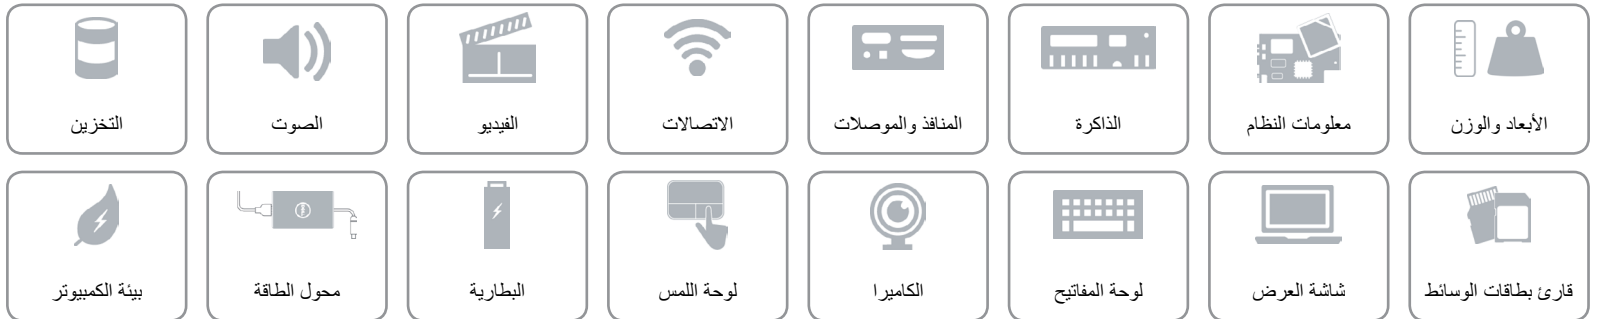 الأبعاد والوزن
معلومات النظام
الذاكرة
المنافذ والموصلات
الاتصالات
الفيديو
الصوت
التخزين
قارئ بطاقات الوسائط
شاشة العرض
لوحة المفاتيح
الكاميرا
لوحة اللمس
البطارية
محول الطاقة
بيئة الكمبيوتر